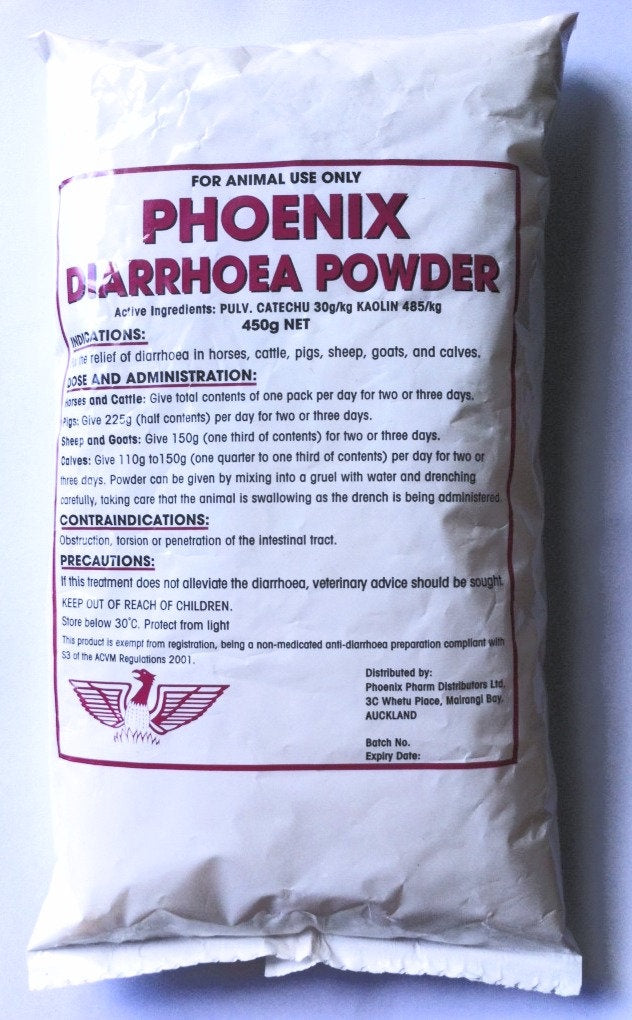 FOR ANIMAL USE ONLY
PHOENIX
DIARRHOEA POWDER
Active Ingredients: PULV. CATECHU 30g/kg KAOLIN 485/kg
450g NET
INDICATIONS:
the relief of diarrhoea in horses, cattle, pigs, sheep, goats, and calves.
DOSE AND ADMINISTRATION:
Horses and Cattle: Give total contents of one pack per day for two or three days.
Pigs: Give 225g (half contents) per day for two or three days.
Sheep and Goats: Give 150g (one third of contents) for two or three days.
Calves: Give 110g to150g (one quarter to one third of contents) per day for two or
three days. Powder can be given by mixing into a gruel with water and drenching
carefully, taking care that the animal is swallowing as the drench is being administered.
CONTRAINDICATIONS:
Obstruction, torsion or penetration of the intestinal tract.
PRECAUTIONS:
If this treatment does not alleviate the diarrhoea, veterinary advice should be sought.
KEEP OUT OF REACH OF CHILDREN.
Store below 30°C. Protect from light
This product is exempt from registration, being a non-medicated anti-diarrhoea preparation compliant with
S3 of the ACVM Regulations 2001.
Distributed by:
Phoenix Pharm Distributors Ltd.
3C Whetu Place, Mairangi Bay.
AUCKLAND
Batch No.
Expiry Date: